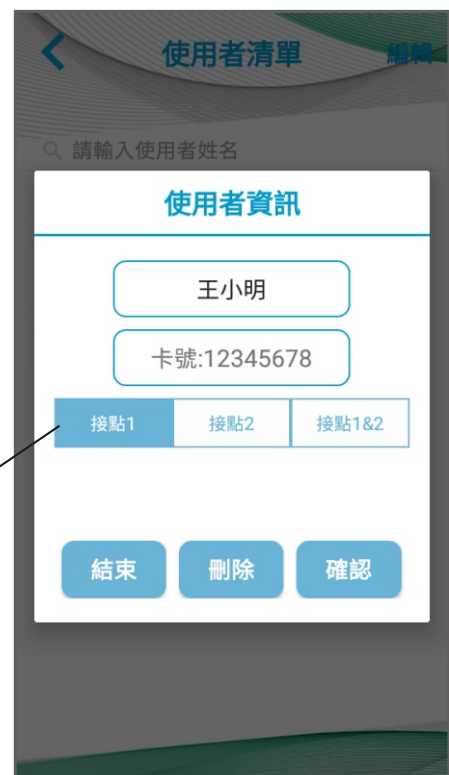 使用者清單 編輯
請輸入使用者姓名
使用者資訊
王小明
卡號:12345678
接點1 接點2 接點1&2
結束 刪除 確認